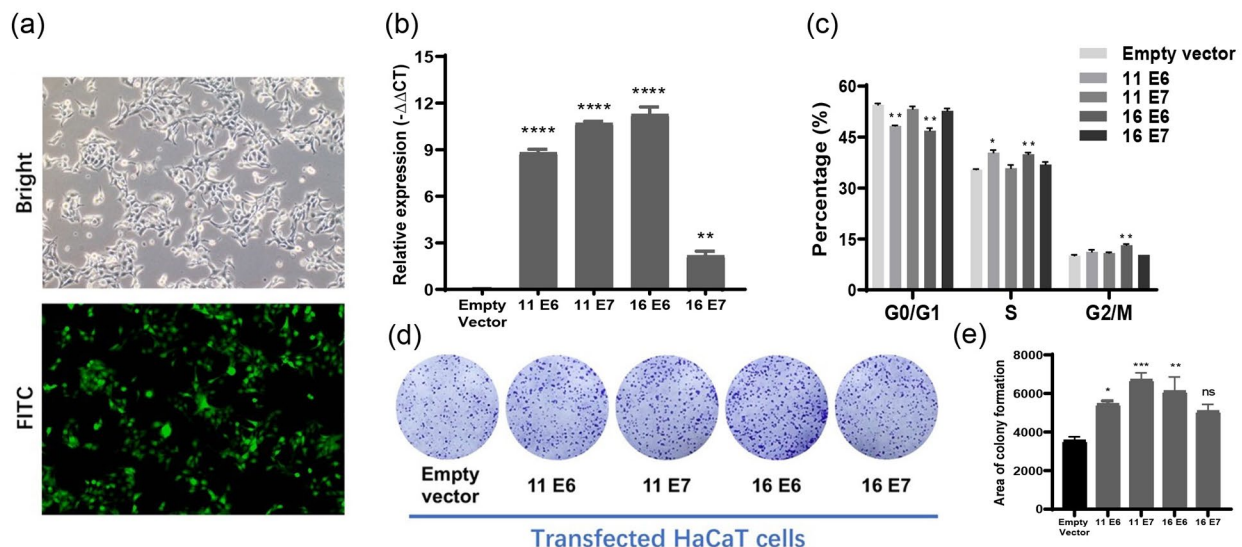 (a)
Bright
FITC
(b)
Relative expression (-ΔΔCT)
15
12
9
6
3
0
****
****
****
**
Empty
Vector
11 E6
11 E7
16 E6
16 E7
(c)
Empty vector
11 E6
11 E7
16 E6
16 E7
Percentage (%)
60
45
30
15
0
**
**
*
**
**
G0/G1
S
G2/M
(d)
Empty
vector
11 E6
11 E7
16 E6
16 E7
Transfected HaCaT cells
(e)
Area of colony formation
8000
6000
4000
2000
0
*
***
**
ns
Empty
Vector
11 E6
11 E7
16 E6
16 E7